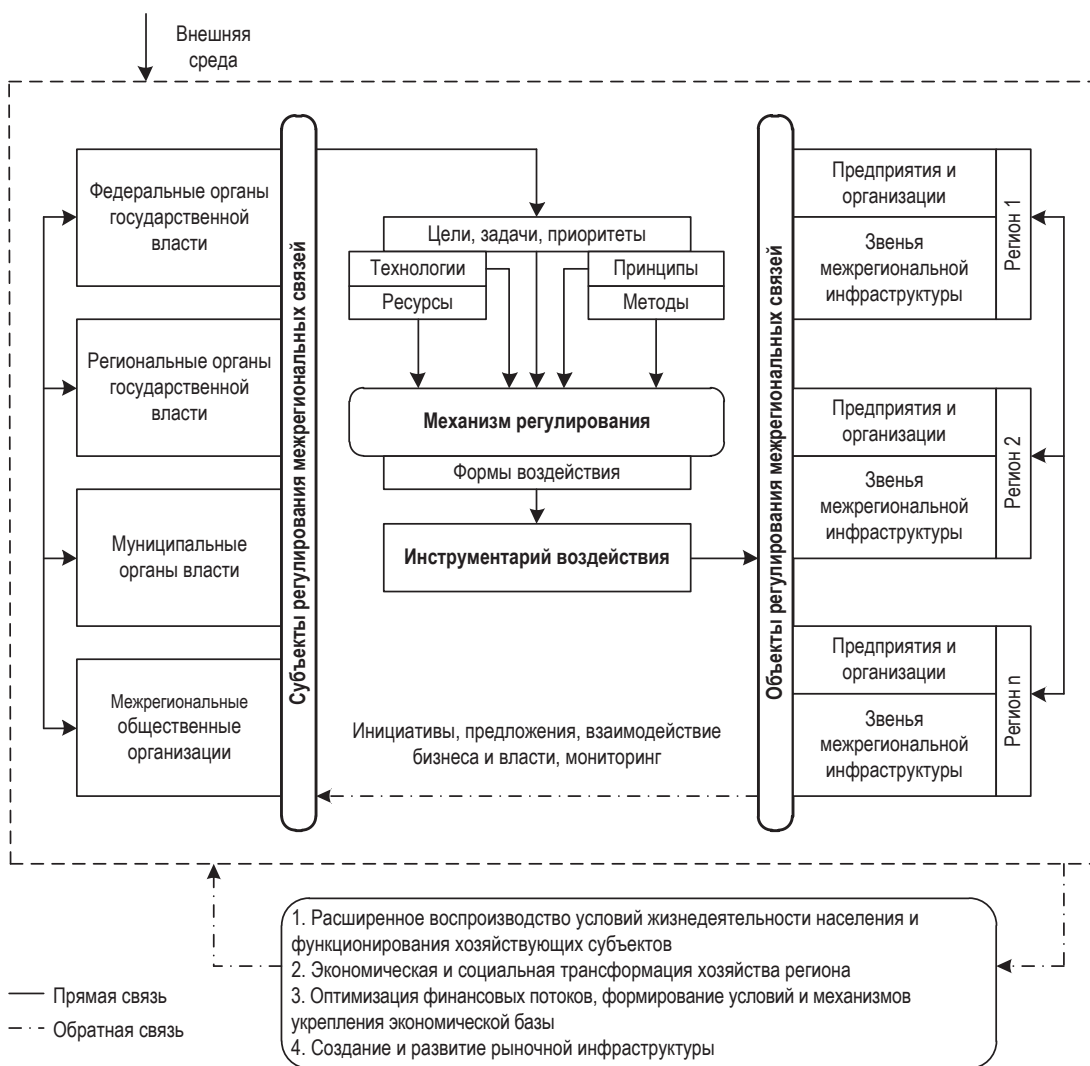 Внешняя
среда
Федеральные органы
государственной
власти
Региональные органы
государственной
власти
Муниципальные
органы власти
Межрегиональные
общественные
организации
Субъекты регулирования межрегиональных связей
Цели, задачи, приоритеты
Технологии
Ресурсы
Принципы
Методы
Механизм регулирования
Формы воздействия
Инструментарий воздействия
Инициативы, предложения, взаимодействие
бизнеса и власти, мониторинг
Объекты регулирования межрегиональных связей
Предприятия и
организации
Звенья
межрегиональной
инфраструктуры
Регион 1
Предприятия и
организации
Звенья
межрегиональной
инфраструктуры
Регион 2
Предприятия и
организации
Звенья
межрегиональной
инфраструктуры
Регион n
1. Расширенное воспроизводство условий жизнедеятельности населения и
функционирования хозяйствующих субъектов
2. Экономическая и социальная трансформация хозяйства региона
3. Оптимизация финансовых потоков, формирование условий и механизмов
укрепления экономической базы
4. Создание и развитие рыночной инфраструктуры
Прямая связь
Обратная связь